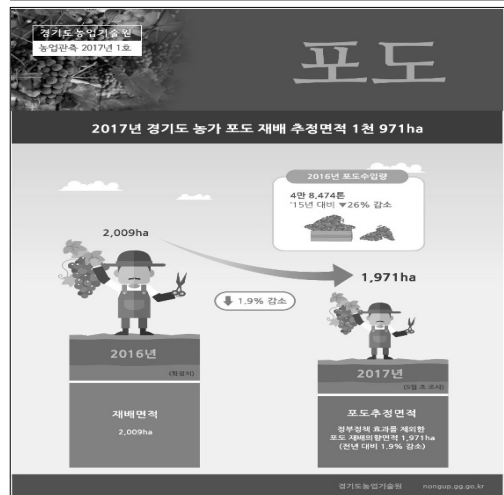 경기도농업기술원
농업판측 2017년 1호
포도
2017년 경기도 농가 포도 재배 추정면적 1천 971ha
2016년 포도수입량
4만 8,474톤
'15년 대비 ▼26% 감소
2,009ha
1,971ha
1.9% 감소
2016년
(확정치)
재배면적
2,009ha
2017년
(5월 초 조사)
포도추정면적
정부정책 효과를 제외한
포도 재배의향면적 1,971ha
(전년 대비 1.9% 감소)
경기도농업기술원 nongup.gg.go.kr